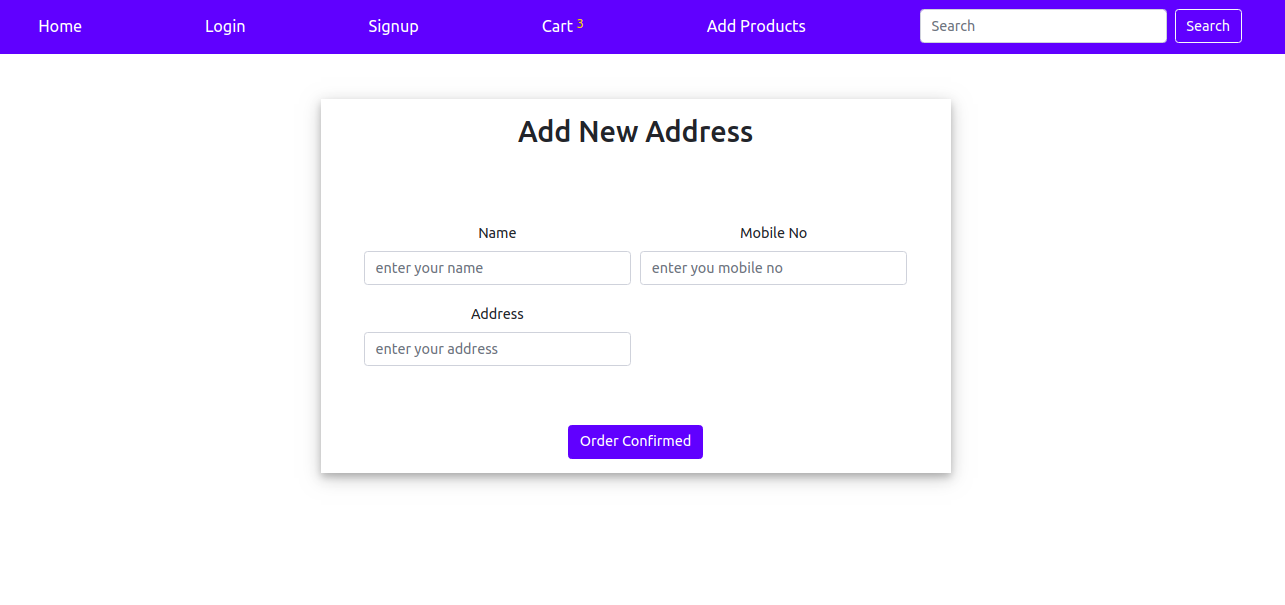 Home Login Signup Cart 3 Add Products Search Search
Add New Address
Name Mobile No
enter your name enter you mobile no
Address
enter your address
Order Confirmed